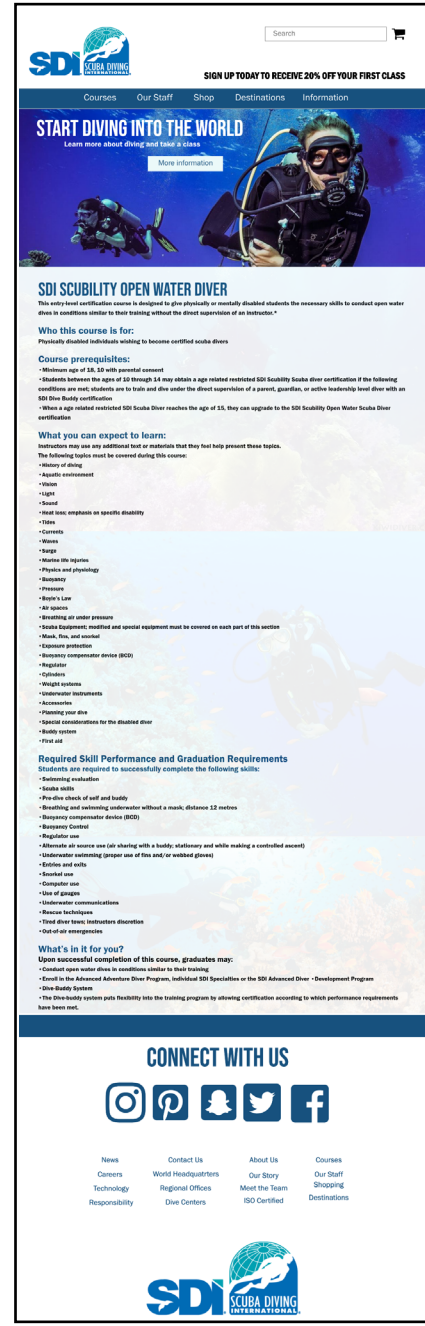 SDI SCUBA DIVING
INTERNATIONAL
Search
SIGN UP TODAY TO RECEIVE 20% OFF YOUR FIRST CLASS
Courses Our Staff Shop Destinations Information
START DIVING INTO THE WORLD
Learn more about diving and take a class
More information
SDI SCUBILITY OPEN WATER DIVER
This entry-level certification course is designed to give physically or mentally disabled students the necessary skills to conduct open water
dives in conditions similar to their training without the direct supervision of an instructor.*
Who this course is for:
Physically disabled individuals wishing to become certified scuba divers
Course prerequisites:
•Minimum age of 18, 10 with parental consent
•Students between the ages of 10 through 14 may obtain a age related restricted SDI Scubility Scuba diver certification if the following
conditions are met; students are to train and dive under the direct supervision of a parent, guardian, or active leadership level diver with an
SDI Dive Buddy certification
•When a age related restricted SDI Scuba Diver reaches the age of 15, they can upgrade to the SDI Scubility Open Water Scuba Diver
certification
What you can expect to learn:
Instructors may use any additional text or materials that they feel help present these topics.
The following topics must be covered during this course:
•History of diving
•Aquatic environment
•Vision
•Light
•Sound
•Heat loss; emphasis on specific disability
•Tides
•Currents
•Waves
•Surge
•Marine life injuries
•Physics and physiology
•Buoyancy
•Pressure
•Boyle's Law
•Air spaces
•Breathing air under pressure
•Scuba Equipment; modified and special equipment must be covered on each part of this section
•Mask, fins, and snorkel
•Exposure protection
•Buoyancy compensator device (BCD)
•Regulator
•Cylinders
•Weight systems
•Underwater instruments
•Accessories
•Planning your dive
•Special considerations for the disabled diver
•Buddy system
•First aid
Required Skill Performance and Graduation Requirements
Students are required to successfully complete the following skills:
•Swimming evaluation
•Scuba skills
•Pre-dive check of self and buddy
•Breathing and swimming underwater without a mask; distance 12 metres
•Buoyancy compensator device (BCD)
•Buoyancy Control
•Regulator use
•Alternate air source use (air sharing with a buddy; stationary and while making a controlled ascent)
•Underwater swimming (proper use of fins and/or webbed gloves)
•Entries and exits
•Snorkel use
•Computer use
•Use of gauges
•Underwater communications
•Rescue techniques
•Tired diver tows; instructors discretion
•Out-of-air emergencies
What's in it for you?
Upon successful completion of this course, graduates may:
•Conduct open water dives in conditions similar to their training
•Enroll in the Advanced Adventure Diver Program, individual SDI Specialties or the SDI Advanced Diver •Development Program
•Dive-Buddy System
•The Dive-buddy system puts flexibility into the training program by allowing certification according to which performance requirements
have been met.
CONNECT WITH US
News Contact Us About Us Courses
Careers World Headquatrters Our Story Our Staff
Technology Regional Offices Meet the Team Shopping
Responsibility Dive Centers ISO Certified Destinations
SDI SCUBA DIVING
INTERNATIONAL